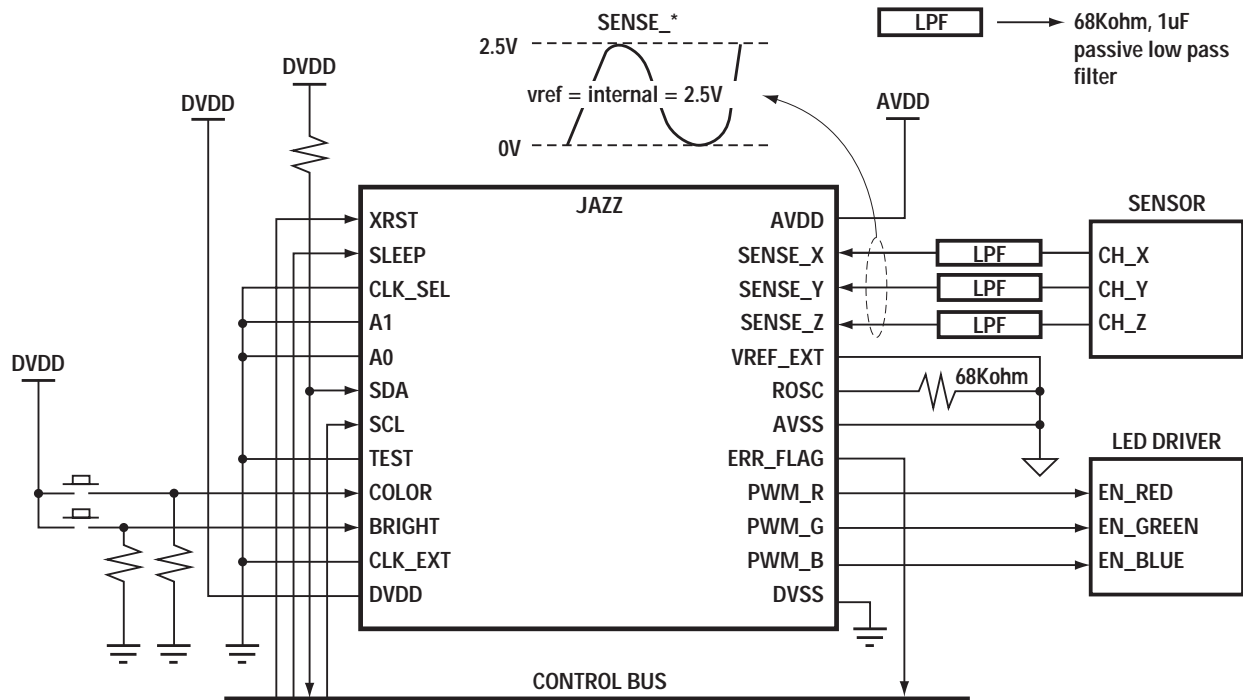 SENSE_*
2.5V
vref = internal = 2.5V
0V
LPF
68Kohm, 1uF
passive low pass
filter
DVDD
DVDD
AVDD
DVDD
JAZZ
XRST
SLEEP
CLK_SEL
A1
A0
SDA
SCL
TEST
COLOR
BRIGHT
CLK_EXT
DVDD
AVDD
SENSE_X
SENSE_Y
SENSE_Z
VREF_EXT
ROSC
AVSS
ERR_FLAG
PWM_R
PWM_G
PWM_B
DVSS
LPF
LPF
LPF
68Kohm
SENSOR
CH_X
CH_Y
CH_Z
LED DRIVER
EN_RED
EN_GREEN
EN_BLUE
CONTROL BUS